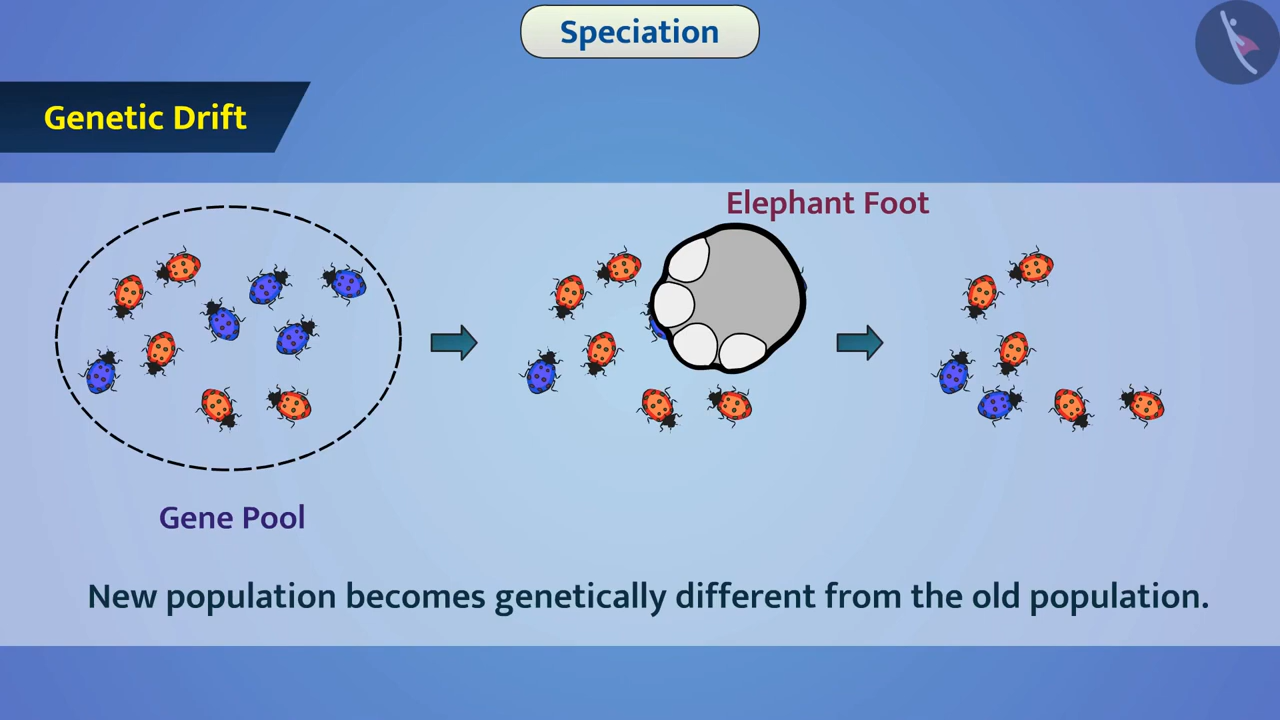 Speciation
Genetic Drift
Elephant Foot
Gene Pool
New population becomes genetically different from the old population.